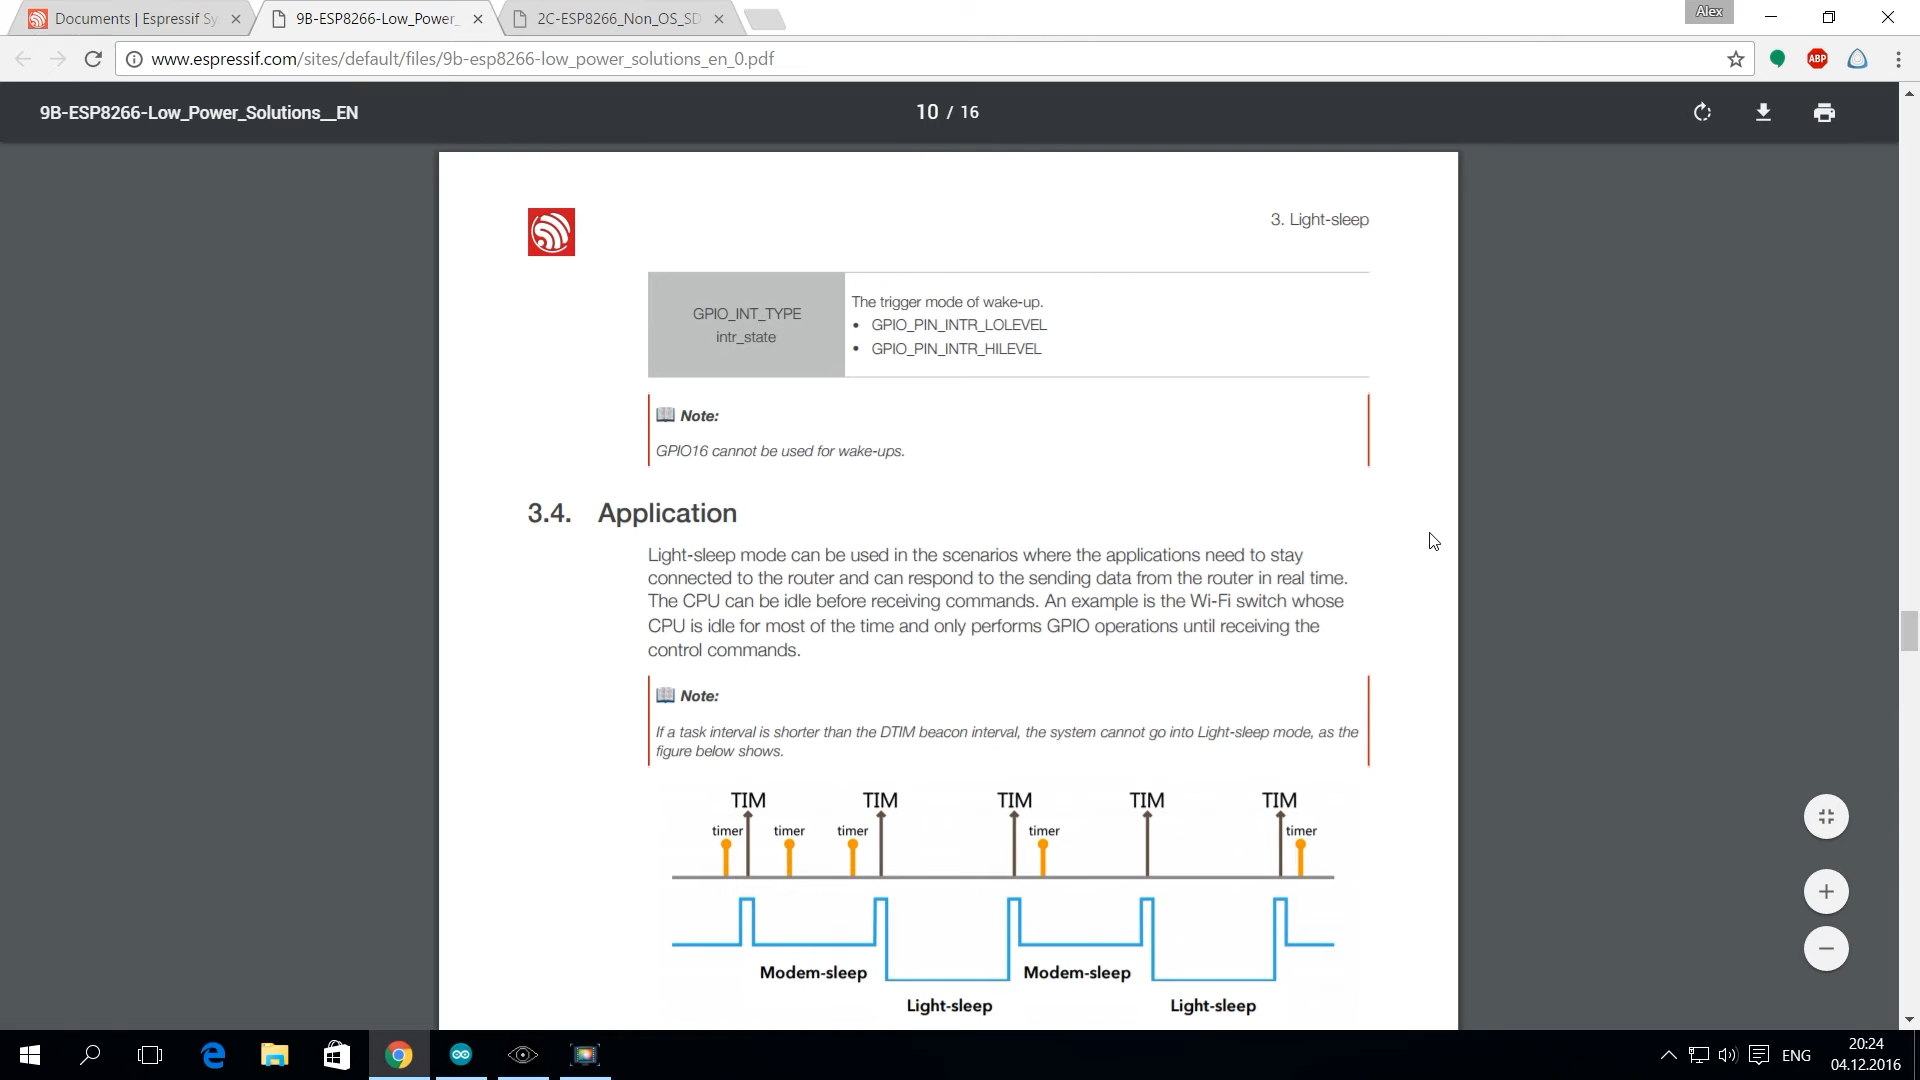 Documents | Espressif Sy
9B-ESP8266-Low_Power_
2C-ESP8266_Non_OS_SD
Alex
www.espressif.com/sites/default/files/9b-esp8266-low_power_solutions_en_0.pdf
ABP
9B-ESP8266-Low_Power_Solutions__EN
10 / 16
3. Light-sleep
GPIO_INT_TYPE
intr_state
The trigger mode of wake-up.
• GPIO_PIN_INTR_LOLEVEL
• GPIO_PIN_INTR_HILEVEL
Note:
GPIO16 cannot be used for wake-ups.
3.4. Application
Light-sleep mode can be used in the scenarios where the applications need to stay
connected to the router and can respond to the sending data from the router in real time.
The CPU can be idle before receiving commands. An example is the Wi-Fi switch whose
CPU is idle for most of the time and only performs GPIO operations until receiving the
control commands.
Note:
If a task interval is shorter than the DTIM beacon interval, the system cannot go into Light-sleep mode, as the
figure below shows.
TIM TIM TIM TIM TIM
timer timer timer timer timer
Modem-sleep Modem-sleep
Light-sleep Light-sleep
ENG
20:24
04.12.2016